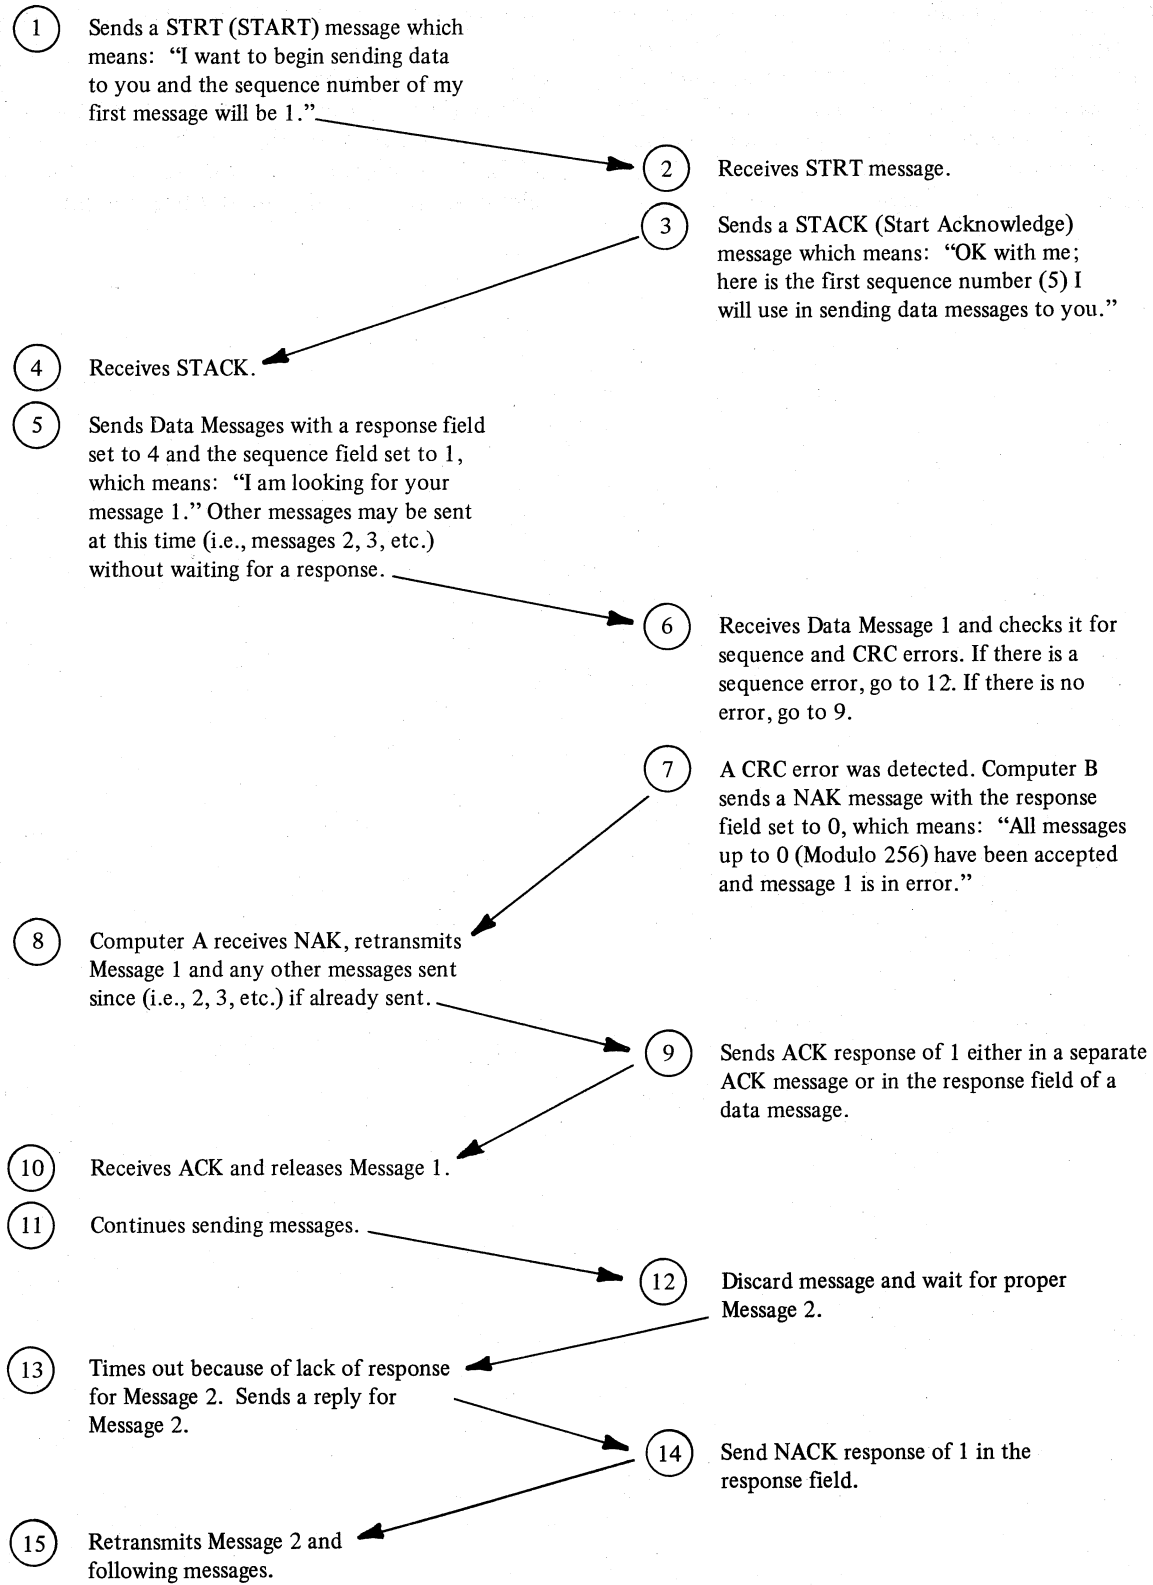 1
Sends a STRT (START) message which
means: “I want to begin sending data
to you and the sequence number of my
first message will be 1.”
2
Receives STRT message.
3
Sends a STACK (Start Acknowledge)
message which means: “OK with me;
here is the first sequence number (5) I
will use in sending data messages to you.”
4
Receives STACK.
5
Sends Data Messages with a response field
set to 4 and the sequence field set to 1,
which means: “I am looking for your
message 1.” Other messages may be sent
at this time (i.e., messages 2, 3, etc.)
without waiting for a response.
6
Receives Data Message 1 and checks it for
sequence and CRC errors. If there is a
sequence error, go to 12. If there is no
error, go to 9.
7
A CRC error was detected. Computer B
sends a NAK message with the response
field set to 0, which means: “All messages
up to 0 (Modulo 256) have been accepted
and message 1 is in error.”
8
Computer A receives NAK, retransmits
Message 1 and any other messages sent
since (i.e., 2, 3, etc.) if already sent.
9
Sends ACK response of 1 either in a separate
ACK message or in the response field of a
data message.
10
Receives ACK and releases Message 1.
11
Continues sending messages.
12
Discard message and wait for proper
Message 2.
13
Times out because of lack of response
for Message 2. Sends a reply for
Message 2.
14
Send NACK response of 1 in the
response field.
15
Retransmits Message 2 and
following messages.